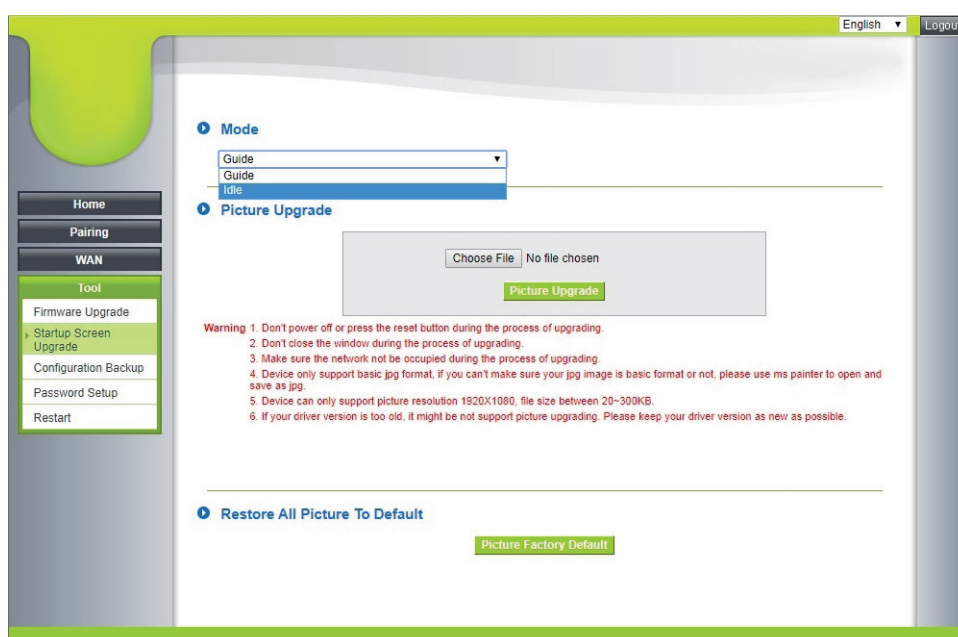 English
Logou
Mode
Guide
Guide
Idle
Home
Pairing
WAN
Tool
Firmware Upgrade
Startup Screen
Upgrade
Configuration Backup
Password Setup
Restart
Picture Upgrade
Choose File No file chosen
Picture Upgrade
Warning 1. Don't power off or press the reset button during the process of upgrading.
2. Don't close the window during the process of upgrading.
3. Make sure the network not be occupied during the process of upgrading.
4. Device only support basic jpg format, if you can't make sure your jpg image is basic format or not, please use ms painter to open and
save as jpg.
5. Device can only support picture resolution 1920X1080, file size between 20~300KB.
6. If your driver version is too old, it might be not support picture upgrading. Please keep your driver version as new as possible.
Restore All Picture To Default
Picture Factory Default